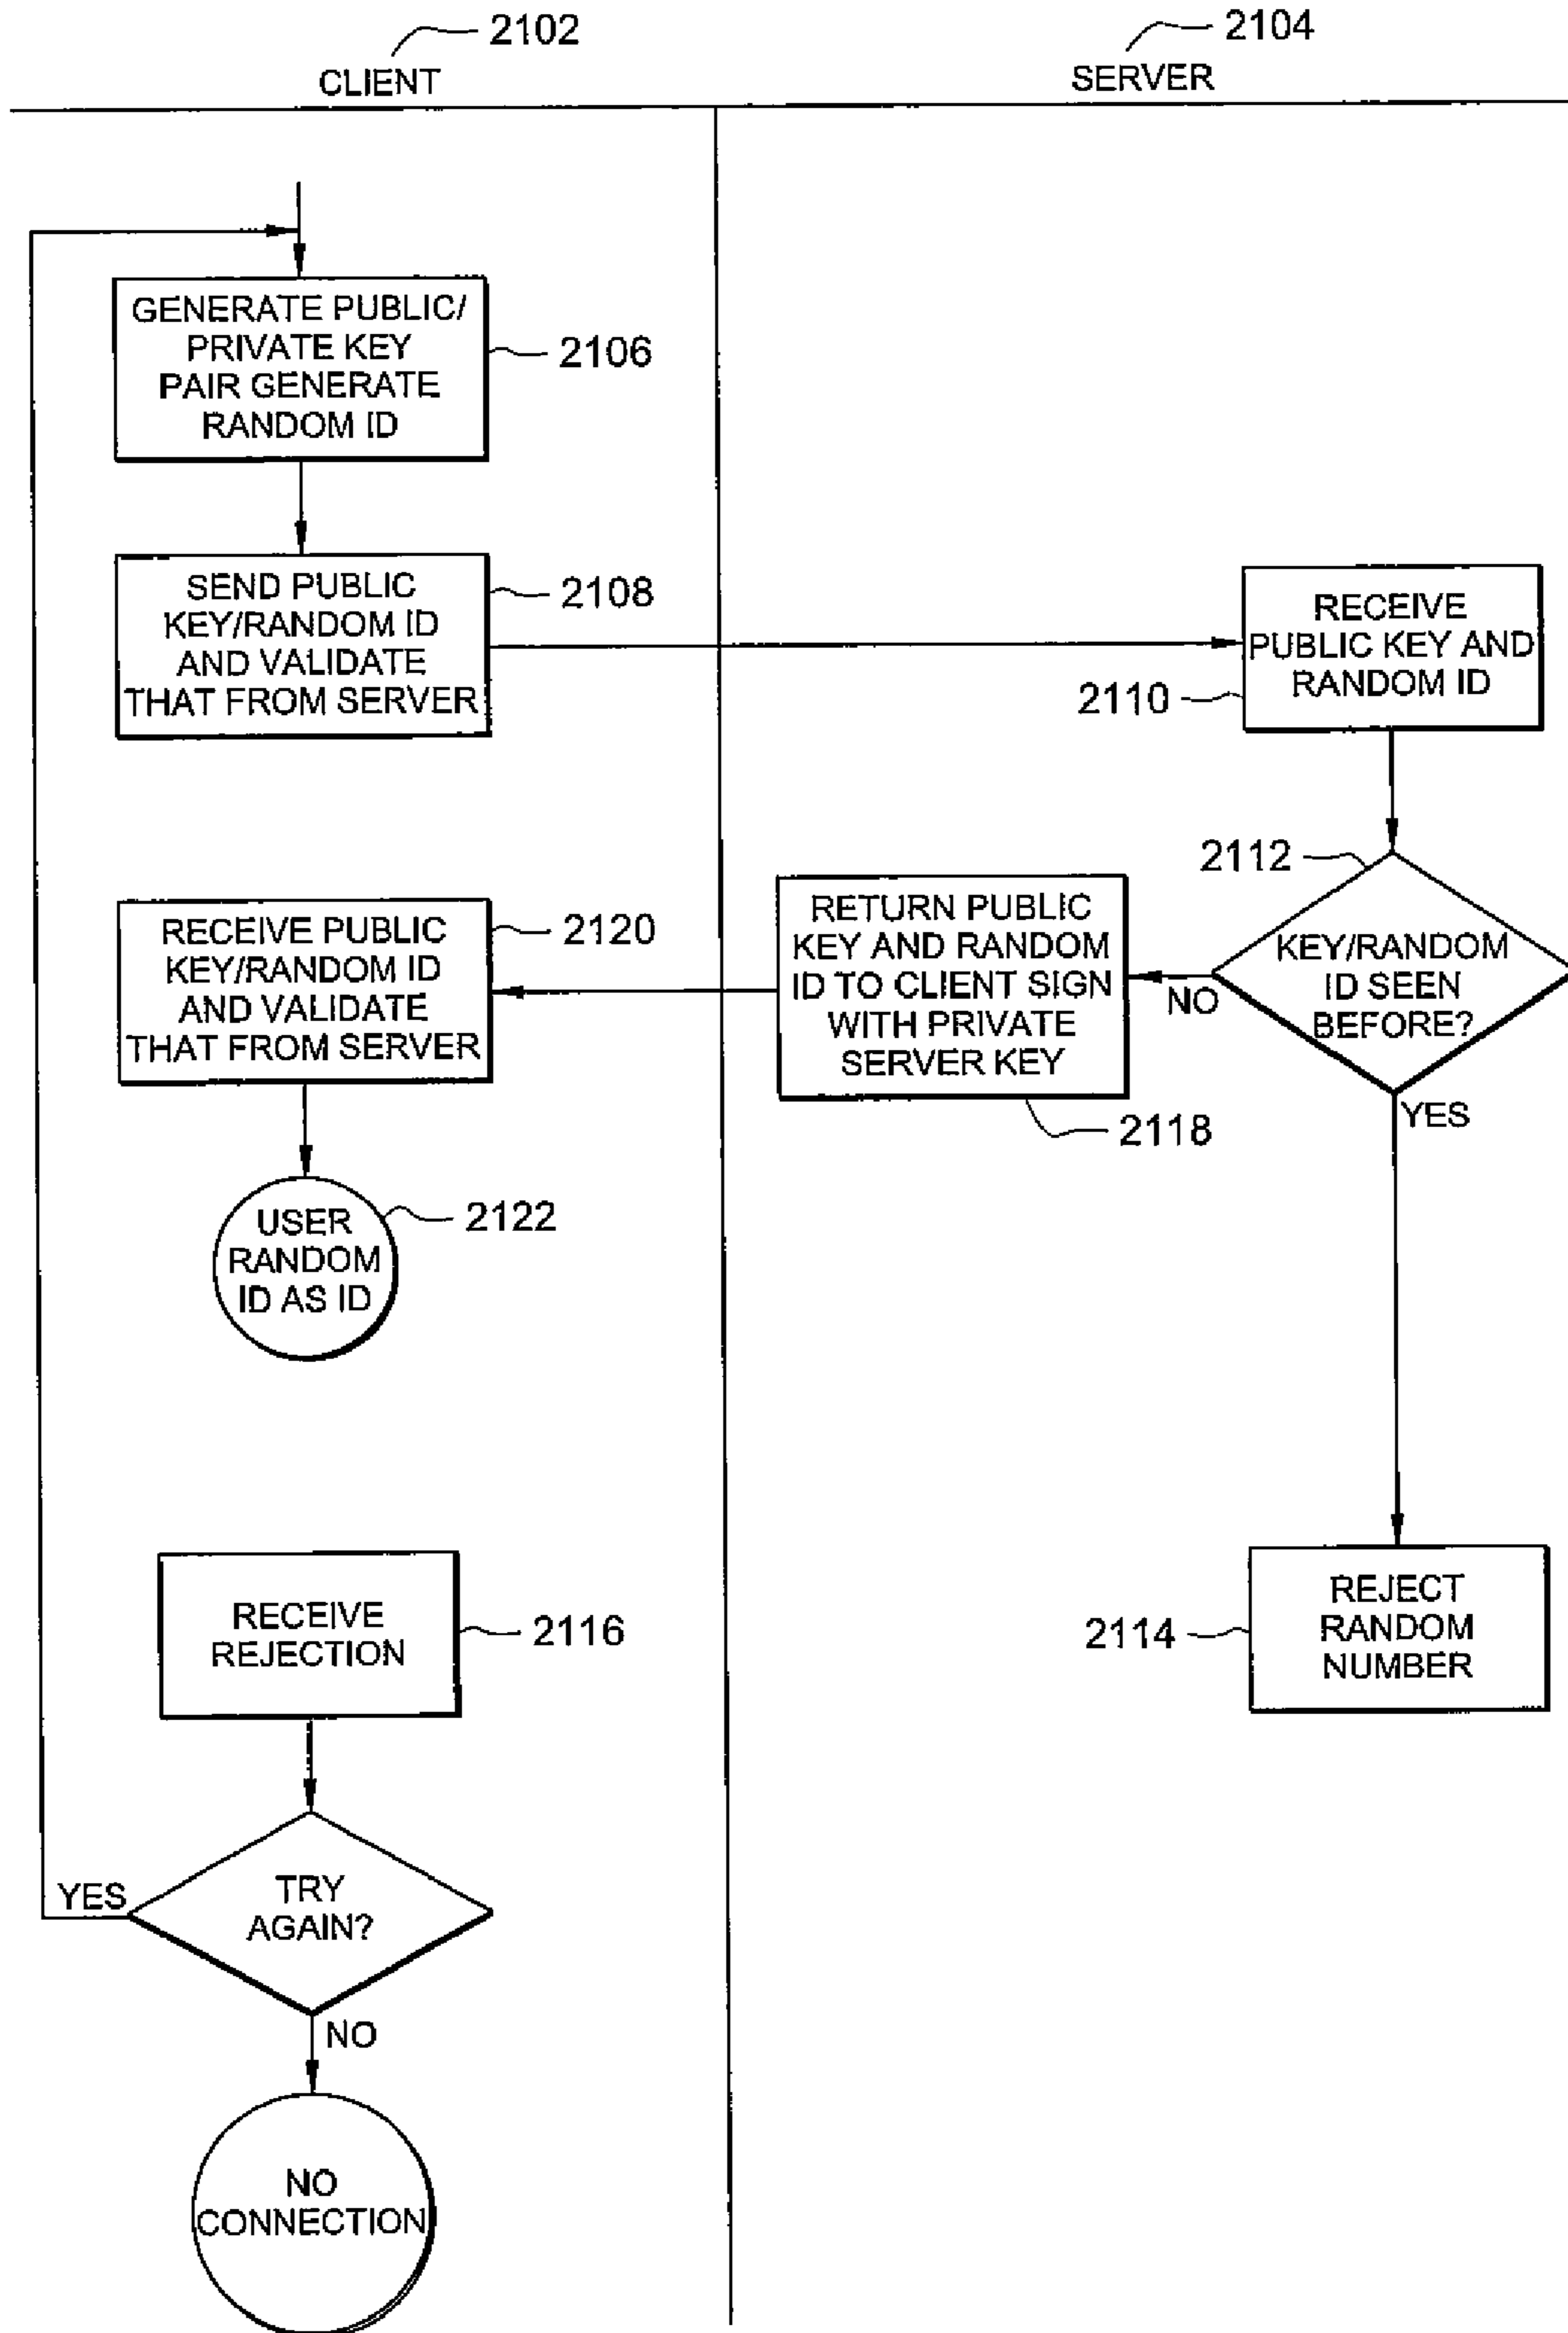 2102
CLIENT
2104
SERVER
GENERATE PUBLIC/
PRIVATE KEY
PAIR GENERATE
RANDOM ID
2106
SEND PUBLIC
KEY/RANDOM ID
AND VALIDATE
THAT FROM SERVER
2108
RECEIVE
PUBLIC KEY AND
RANDOM ID
2110
2112
KEY/RANDOM
ID SEEN
BEFORE?
NO
YES
RETURN PUBLIC
KEY AND RANDOM
ID TO CLIENT SIGN
WITH PRIVATE
SERVER KEY
2118
RECEIVE PUBLIC
KEY/RANDOM ID
AND VALIDATE
THAT FROM SERVER
2120
USER
RANDOM
ID AS ID
2122
REJECT
RANDOM
NUMBER
2114
RECEIVE
REJECTION
2116
TRY
AGAIN?
YES
NO
NO
CONNECTION